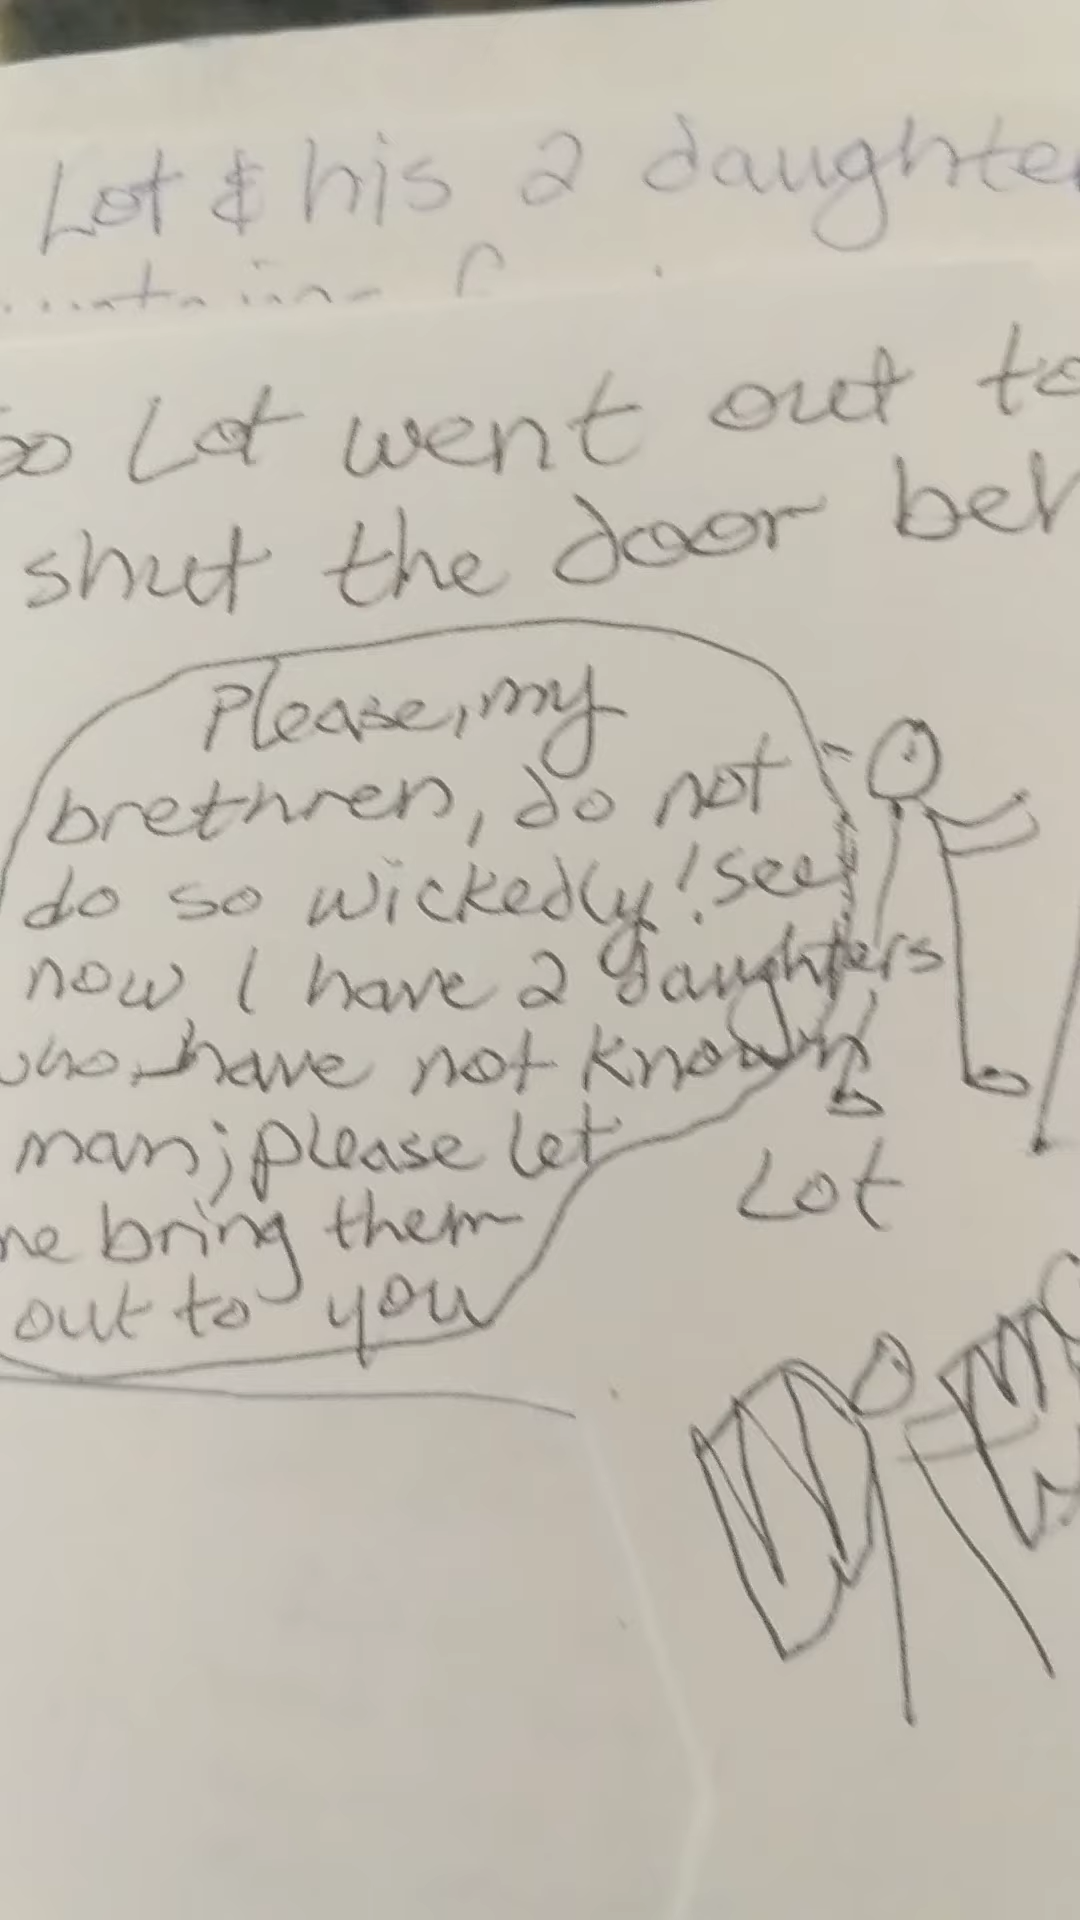 Lot & his 2 daughte
So Lot went out to
shut the door beh
Please, my
brethren, do not
do so wickedly! See
now, I have 2 daughters
who have not known
man; please let
me bring them
out to you
Lot